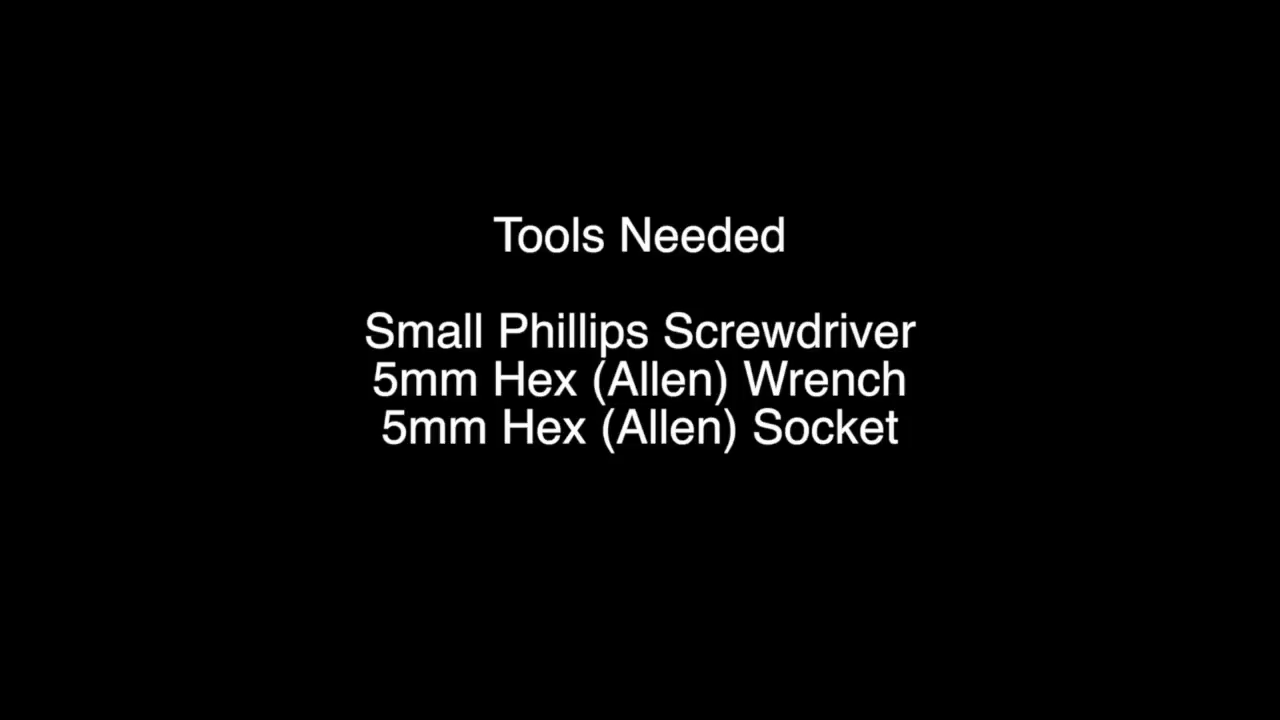 Tools Needed
Small Phillips Screwdriver
5mm Hex (Allen) Wrench
5mm Hex (Allen) Socket